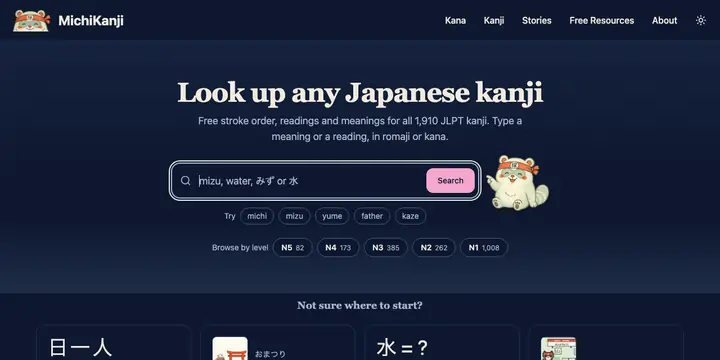 MichiKanji
Kana
Kanji
Stories
Free Resources
About
Look up any Japanese kanji
Free stroke order, readings and meanings for all 1,910 JLPT kanji. Type a
meaning or a reading, in romaji or kana.
mizu, water, みず or 水
Search
Try
michi
mizu
yume
father
kaze
Browse by level
N5 82
N4 173
N3 385
N2 262
N1 1,008
Not sure where to start?
日一人
おまつり
水 = ?